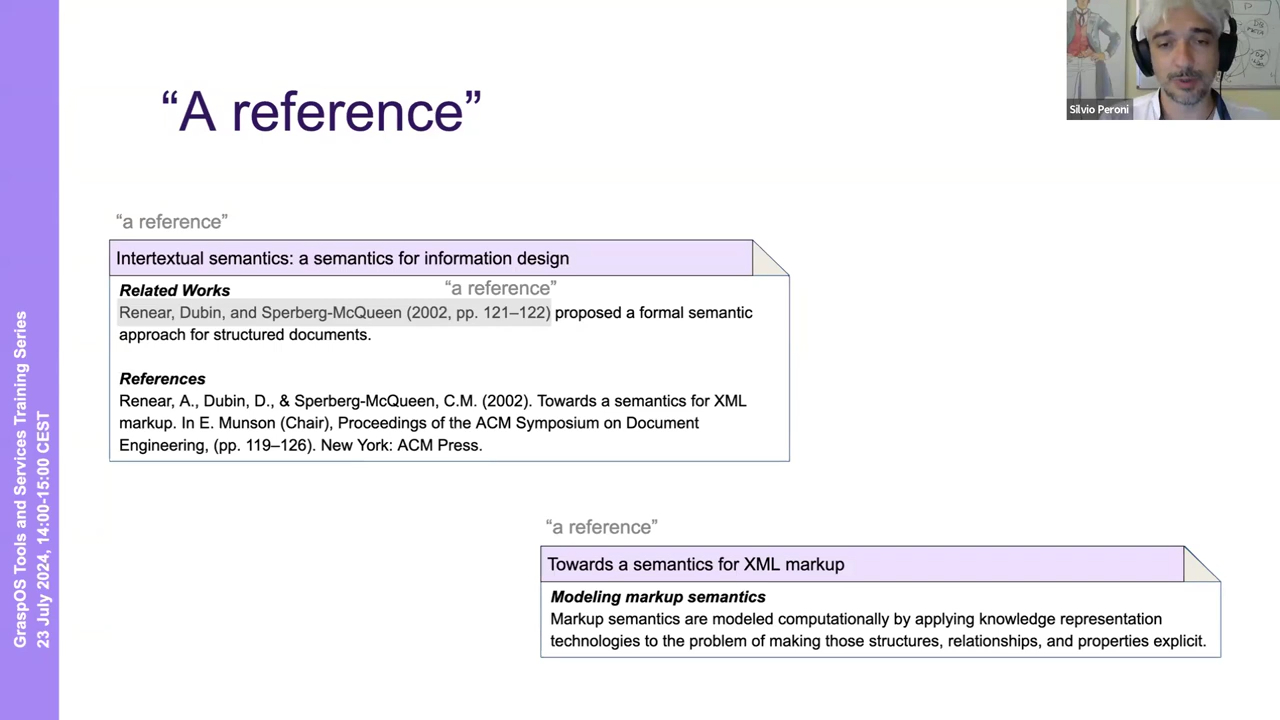 “A reference”
Silvio Peroni
“a reference”
Intertextual semantics: a semantics for information design
Related Works
“a reference”
Renear, Dubin, and Sperberg-McQueen (2002, pp. 121–122) proposed a formal semantic
approach for structured documents.
References
Renear, A., Dubin, D., & Sperberg-McQueen, C.M. (2002). Towards a semantics for XML
markup. In E. Munson (Chair), Proceedings of the ACM Symposium on Document
Engineering, (pp. 119–126). New York: ACM Press.
“a reference”
Towards a semantics for XML markup
Modeling markup semantics
Markup semantics are modeled computationally by applying knowledge representation
technologies to the problem of making those structures, relationships, and properties explicit.
GraspOS Tools and Services Training Series
23 July 2024, 14:00-15:00 CEST